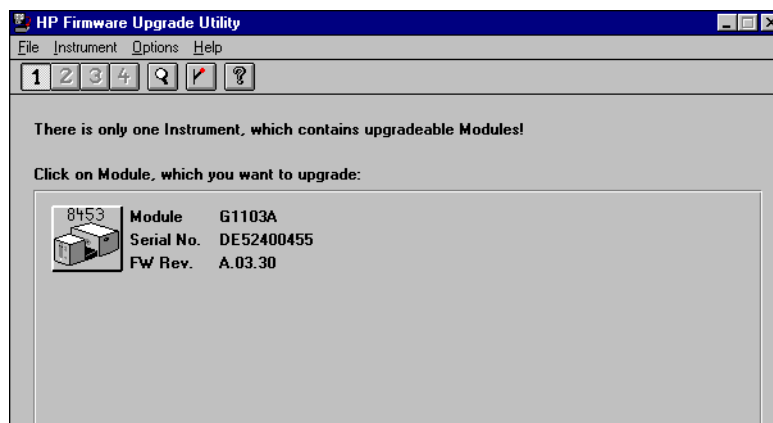 HP Firmware Upgrade Utility
File Instrument Options Help
1 2 3 4 ?
There is only one Instrument, which contains upgradeable Modules!
Click on Module, which you want to upgrade:
8453
Module G1103A
Serial No. DE52400455
FW Rev. A.03.30